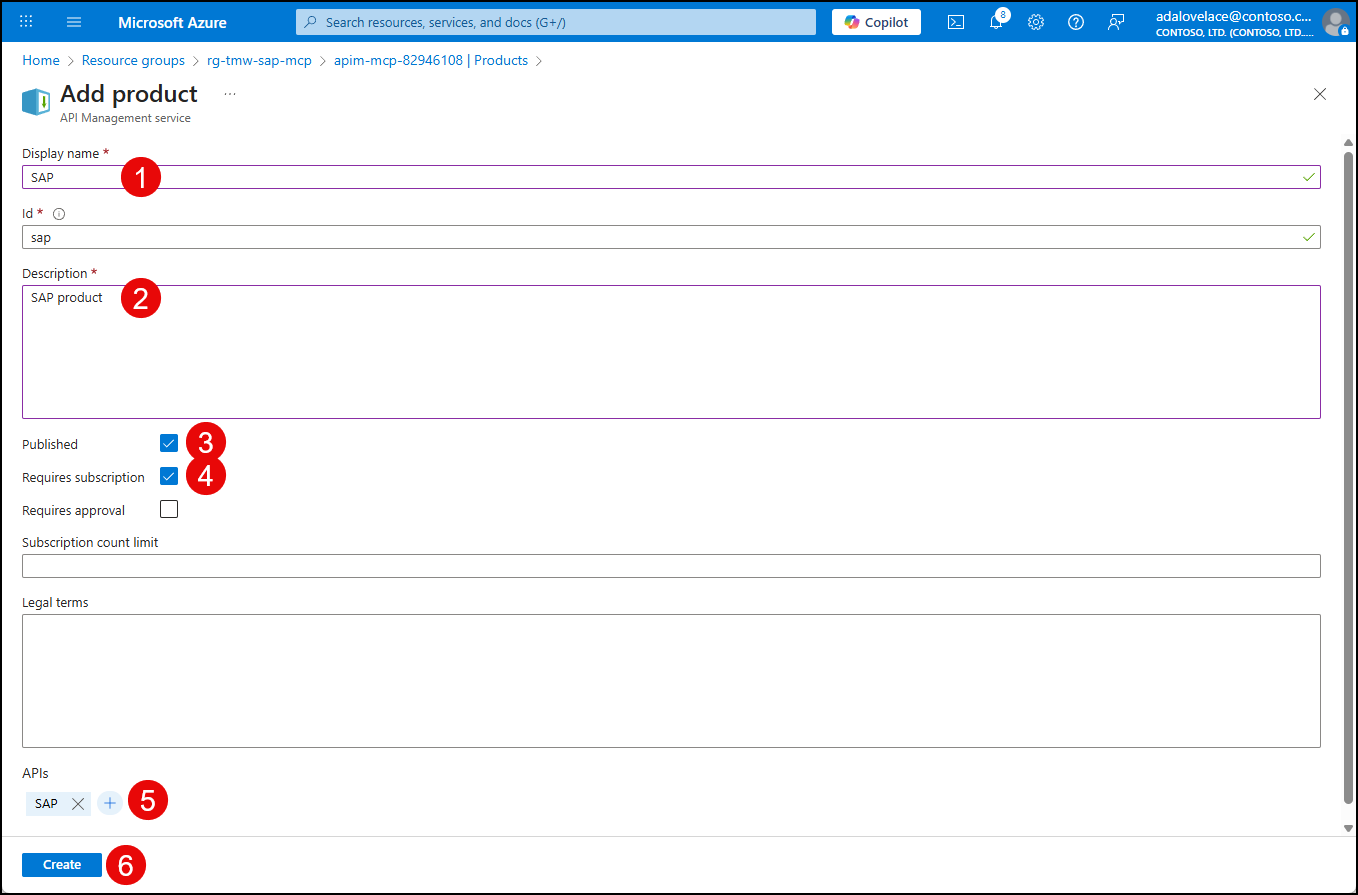 Microsoft Azure
Search resources, services, and docs (G+/)
Copilot
8
adalovelace@contoso.c...
CONTOSO, LTD. (CONTOSO, LTD....
Home > Resource groups > rg-tmw-sap-mcp > apim-mcp-82946108 | Products >
Add product ...
API Management service
Display name *
SAP
1
Id *
sap
Description *
SAP product
2
Published
3
Requires subscription
4
Requires approval
Subscription count limit
Legal terms
APIs
SAP
5
Create
6